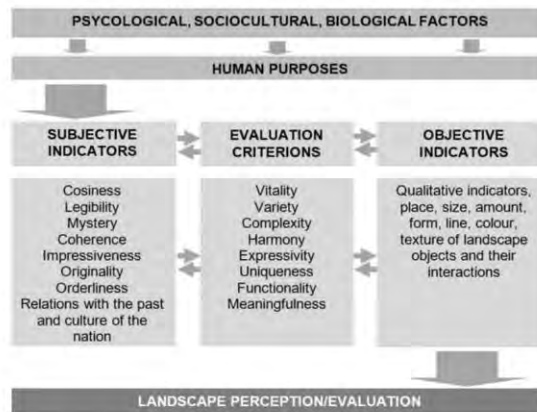 PSYCOLOGICAL, SOCIOCULTURAL, BIOLOGICAL FACTORS
HUMAN PURPOSES
SUBJECTIVE
INDICATORS
EVALUATION
CRITERIONS
OBJECTIVE
INDICATORS
Cosiness
Legibility
Mystery
Coherence
Impressiveness
Originality
Orderliness
Relations with the past
and culture of the
nation
Vitality
Variety
Complexity
Harmony
Expressivity
Uniqueness
Functionality
Meaningfulness
Qualitative indicators,
place, size, amount,
form, line, colour,
texture of landscape
objects and their
interactions
LANDSCAPE PERCEPTION/EVALUATION